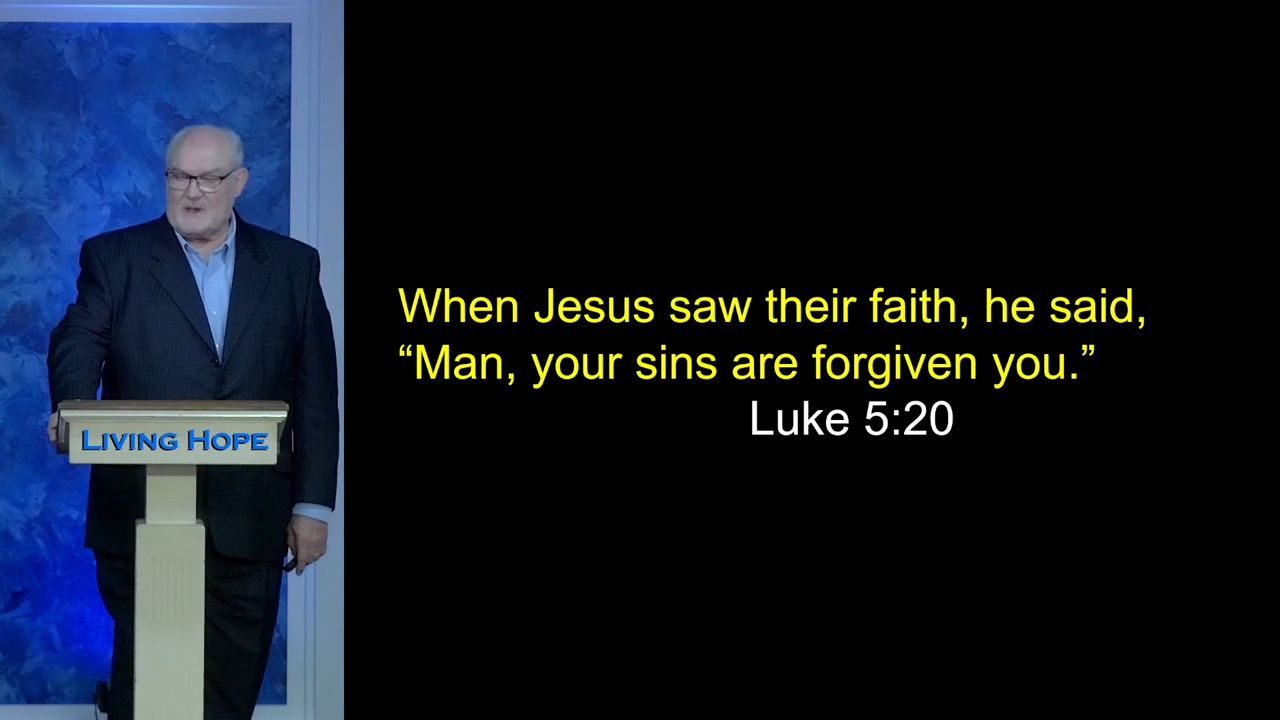 LIVING HOPE
When Jesus saw their faith, he said,
“Man, your sins are forgiven you.”
Luke 5:20